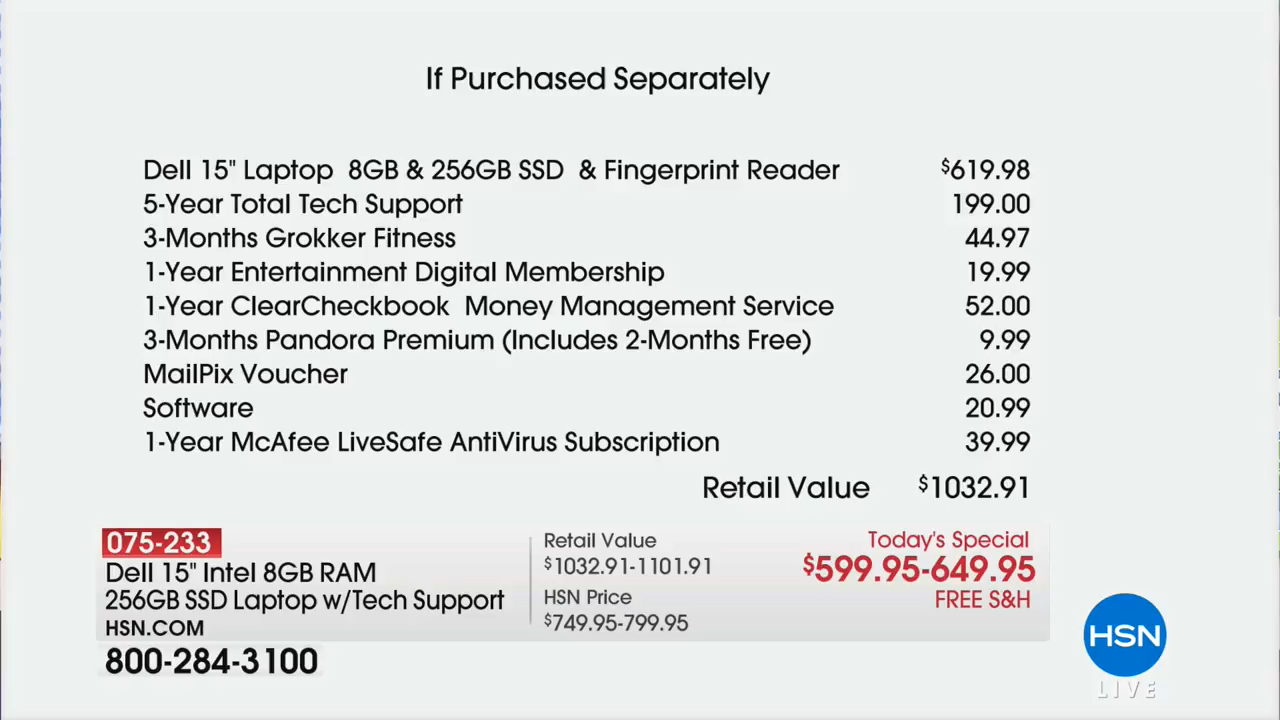 If Purchased Separately
Dell 15" Laptop 8GB & 256GB SSD & Fingerprint Reader $619.98
5-Year Total Tech Support 199.00
3-Months Grokker Fitness 44.97
1-Year Entertainment Digital Membership 19.99
1-Year ClearCheckbook Money Management Service 52.00
3-Months Pandora Premium (Includes 2-Months Free) 9.99
MailPix Voucher 26.00
Software 20.99
1-Year McAfee LiveSafe AntiVirus Subscription 39.99
Retail Value $1032.91
075-233
Dell 15" Intel 8GB RAM
256GB SSD Laptop w/Tech Support
HSN.COM
800-284-3100
Retail Value
$1032.91-1101.91
HSN Price
$749.95-799.95
Today's Special
$599.95-649.95
FREE S&H
HSN
LIVE